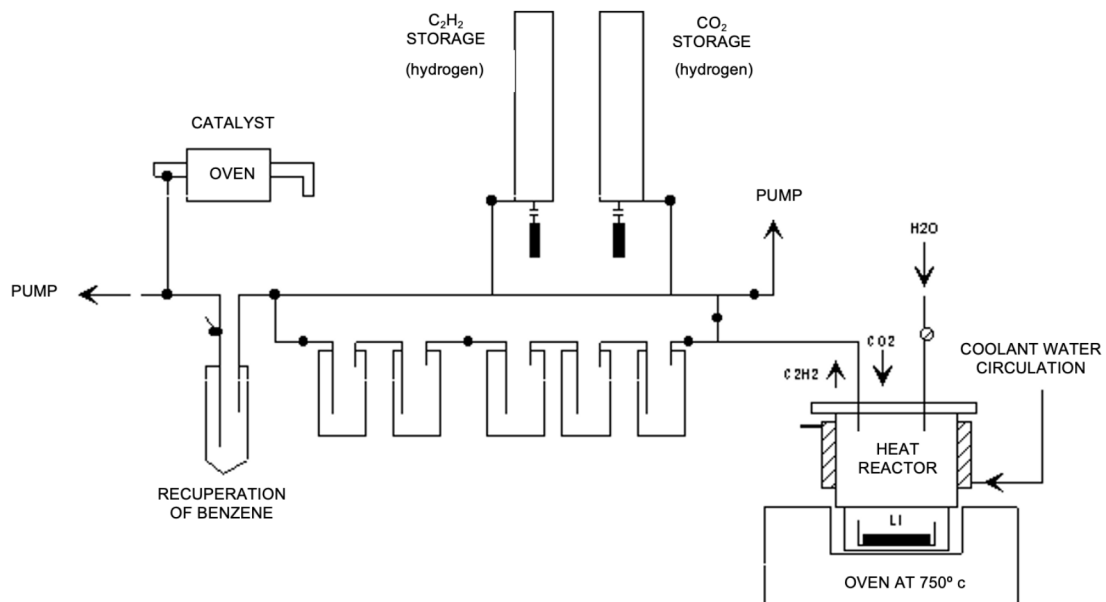 C₂H₂
STORAGE
(hydrogen)
CO₂
STORAGE
(hydrogen)
CATALYST
OVEN
PUMP
H2O
PUMP
CO2
C2H2
COOLANT WATER
CIRCULATION
HEAT
REACTOR
RECUPERATION
OF BENZENE
LI
OVEN AT 750º c